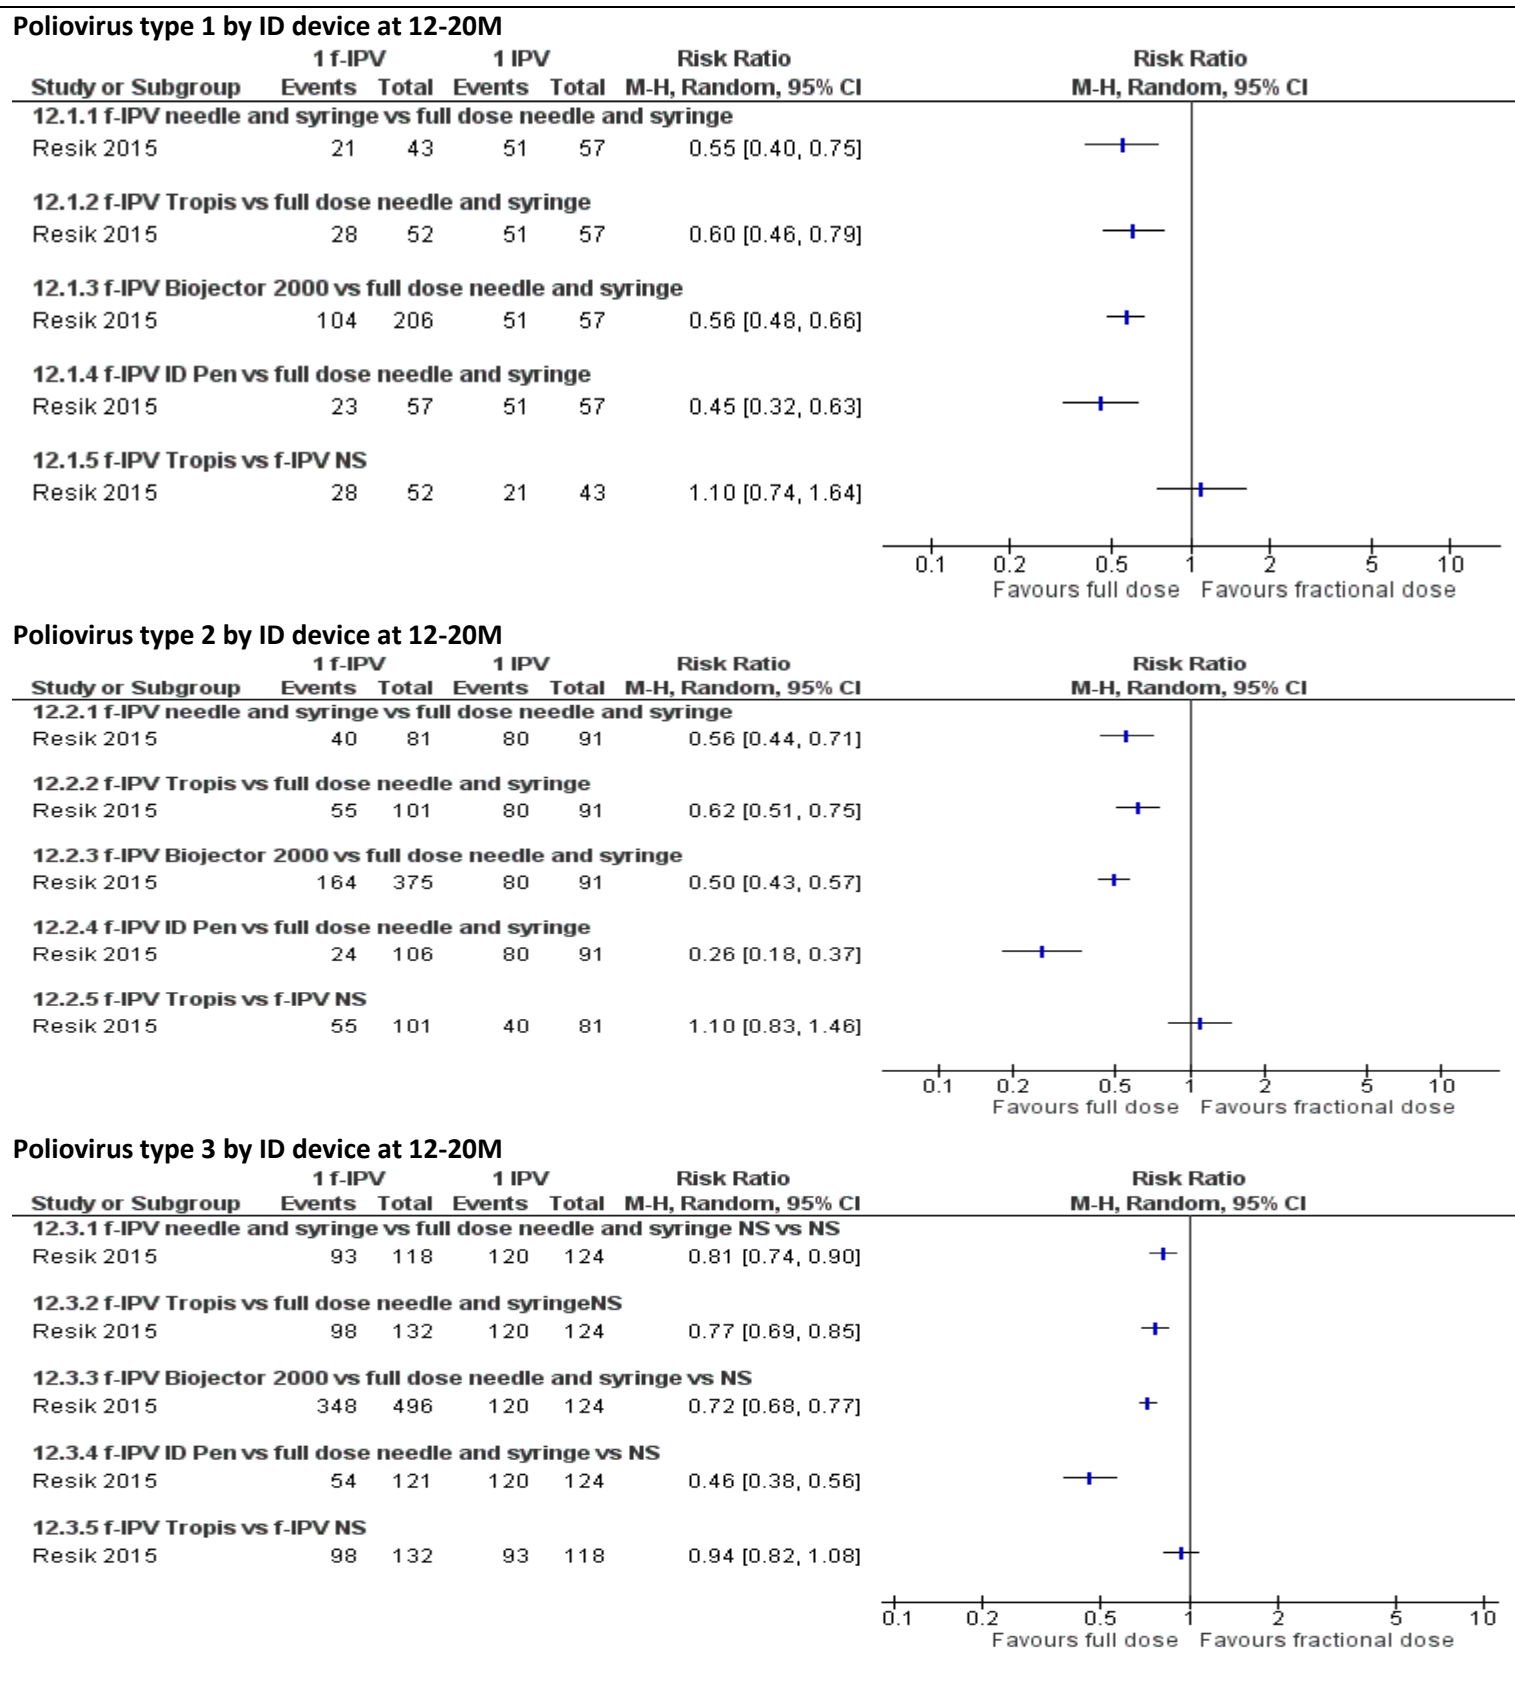 Poliovirus type 1 by ID device at 12-20M
1 f-IPV 1 IPV Risk Ratio Risk Ratio
Study or Subgroup Events Total Events Total M-H, Random, 95% CI M-H, Random, 95% CI
12.1.1 f-IPV needle and syringe vs full dose needle and syringe
Resik 2015 21 43 51 57 0.55 [0.40, 0.75]
12.1.2 f-IPV Tropis vs full dose needle and syringe
Resik 2015 28 52 51 57 0.60 [0.46, 0.79]
12.1.3 f-IPV Biojector 2000 vs full dose needle and syringe
Resik 2015 104 206 51 57 0.56 [0.48, 0.66]
12.1.4 f-IPV ID Pen vs full dose needle and syringe
Resik 2015 23 57 51 57 0.45 [0.32, 0.63]
12.1.5 f-IPV Tropis vs f-IPV NS
Resik 2015 28 52 21 43 1.10 [0.74, 1.64]
0.1 0.2 0.5 1 2 5 10
Favours full dose Favours fractional dose
Poliovirus type 2 by ID device at 12-20M
1 f-IPV 1 IPV Risk Ratio Risk Ratio
Study or Subgroup Events Total Events Total M-H, Random, 95% CI M-H, Random, 95% CI
12.2.1 f-IPV needle and syringe vs full dose needle and syringe
Resik 2015 40 81 80 91 0.56 [0.44, 0.71]
12.2.2 f-IPV Tropis vs full dose needle and syringe
Resik 2015 55 101 80 91 0.62 [0.51, 0.75]
12.2.3 f-IPV Biojector 2000 vs full dose needle and syringe
Resik 2015 164 375 80 91 0.50 [0.43, 0.57]
12.2.4 f-IPV ID Pen vs full dose needle and syringe
Resik 2015 24 106 80 91 0.26 [0.18, 0.37]
12.2.5 f-IPV Tropis vs f-IPV NS
Resik 2015 55 101 40 81 1.10 [0.83, 1.46]
0.1 0.2 0.5 1 2 5 10
Favours full dose Favours fractional dose
Poliovirus type 3 by ID device at 12-20M
1 f-IPV 1 IPV Risk Ratio Risk Ratio
Study or Subgroup Events Total Events Total M-H, Random, 95% CI M-H, Random, 95% CI
12.3.1 f-IPV needle and syringe vs full dose needle and syringe NS vs NS
Resik 2015 93 118 120 124 0.81 [0.74, 0.90]
12.3.2 f-IPV Tropis vs full dose needle and syringeNS
Resik 2015 98 132 120 124 0.77 [0.69, 0.85]
12.3.3 f-IPV Biojector 2000 vs full dose needle and syringe vs NS
Resik 2015 348 496 120 124 0.72 [0.68, 0.77]
12.3.4 f-IPV ID Pen vs full dose needle and syringe vs NS
Resik 2015 54 121 120 124 0.46 [0.38, 0.56]
12.3.5 f-IPV Tropis vs f-IPV NS
Resik 2015 98 132 93 118 0.94 [0.82, 1.08]
0.1 0.2 0.5 1 2 5 10
Favours full dose Favours fractional dose